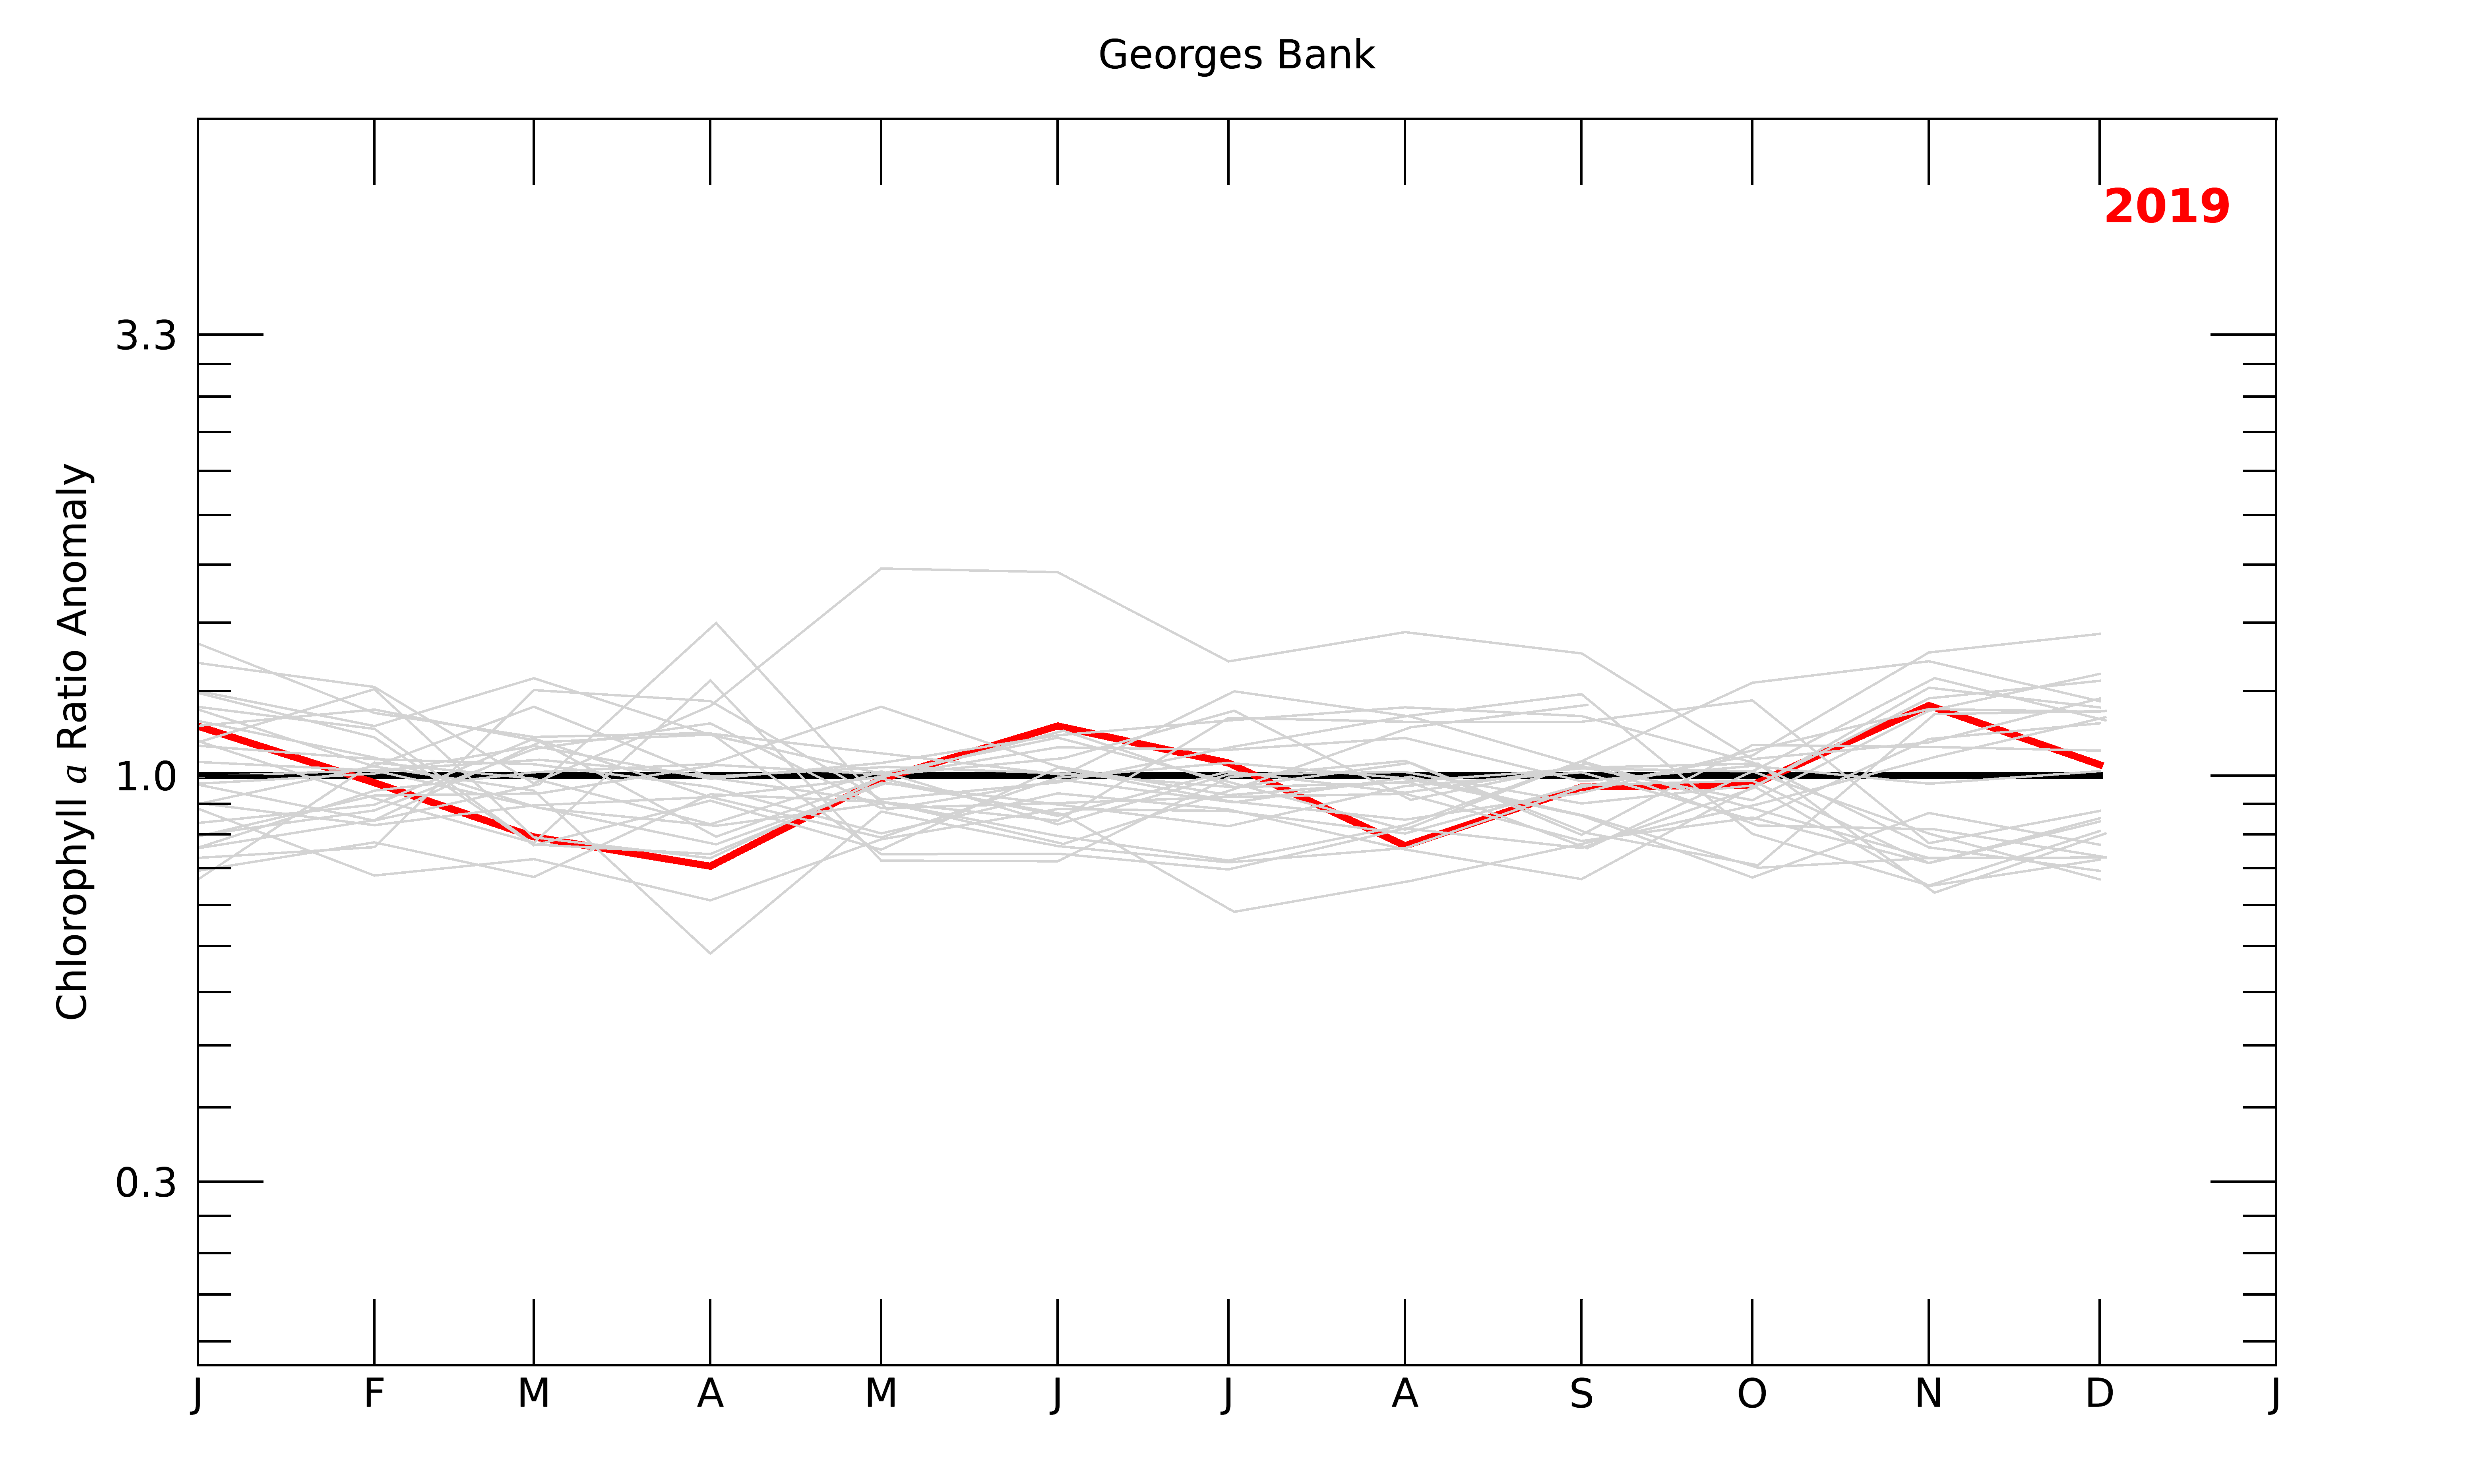 Georges Bank
2019
Chlorophyll a Ratio Anomaly
3.3
1.0
0.3
J F M A M J J A S O N D J